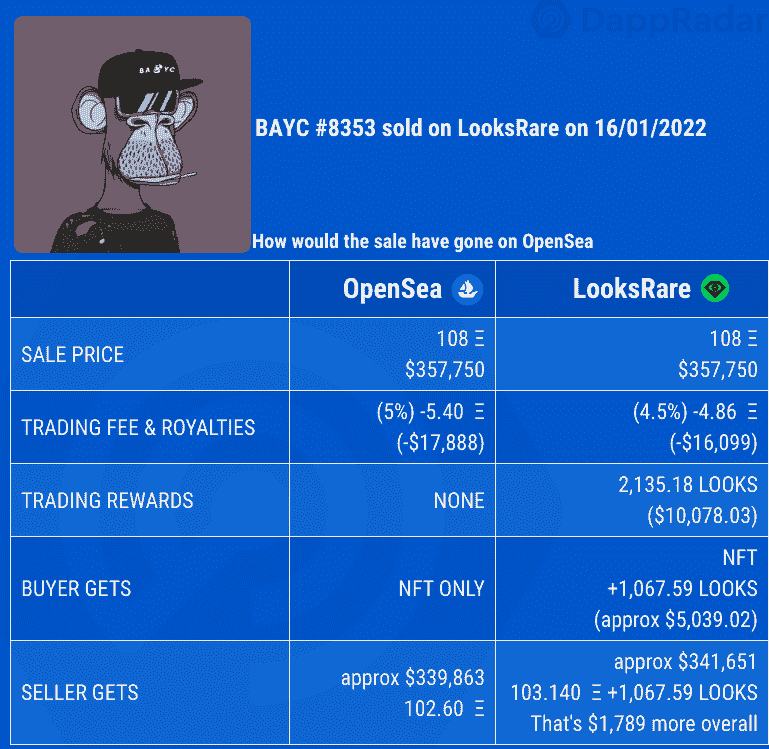 DappRadar
BA YC
BAYC #8353 sold on LooksRare on 16/01/2022
How would the sale have gone on OpenSea
OpenSea LooksRare
SALE PRICE 108 Ξ 108 Ξ
$357,750 $357,750
TRADING FEE & ROYALTIES (5%) -5.40 Ξ (4.5%) -4.86 Ξ
(-$17,888) (-$16,099)
TRADING REWARDS NONE 2,135.18 LOOKS
($10,078.03)
BUYER GETS NFT ONLY NFT
+1,067.59 LOOKS
(approx $5,039.02)
SELLER GETS approx $339,863 approx $341,651
102.60 Ξ 103.140 Ξ +1,067.59 LOOKS
That's $1,789 more overall